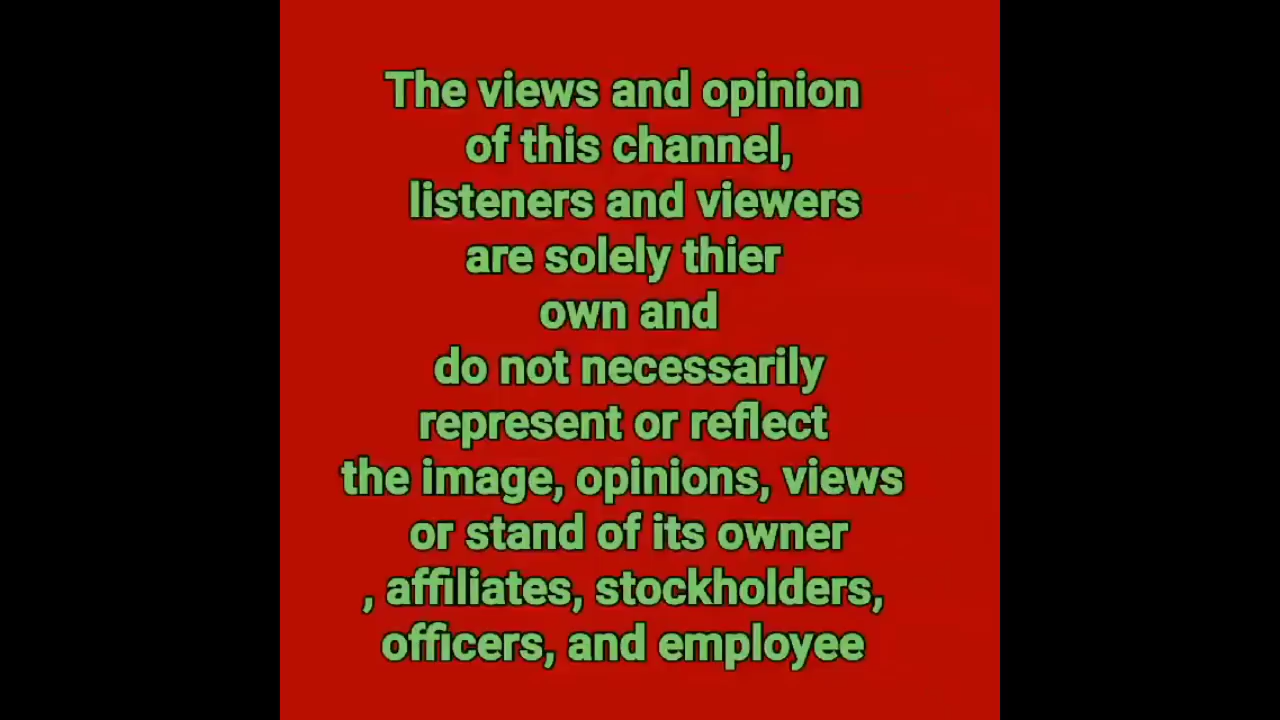 The views and opinion
of this channel,
listeners and viewers
are solely thier
own and
do not necessarily
represent or reflect
the image, opinions, views
or stand of its owner
, affiliates, stockholders,
officers, and employee